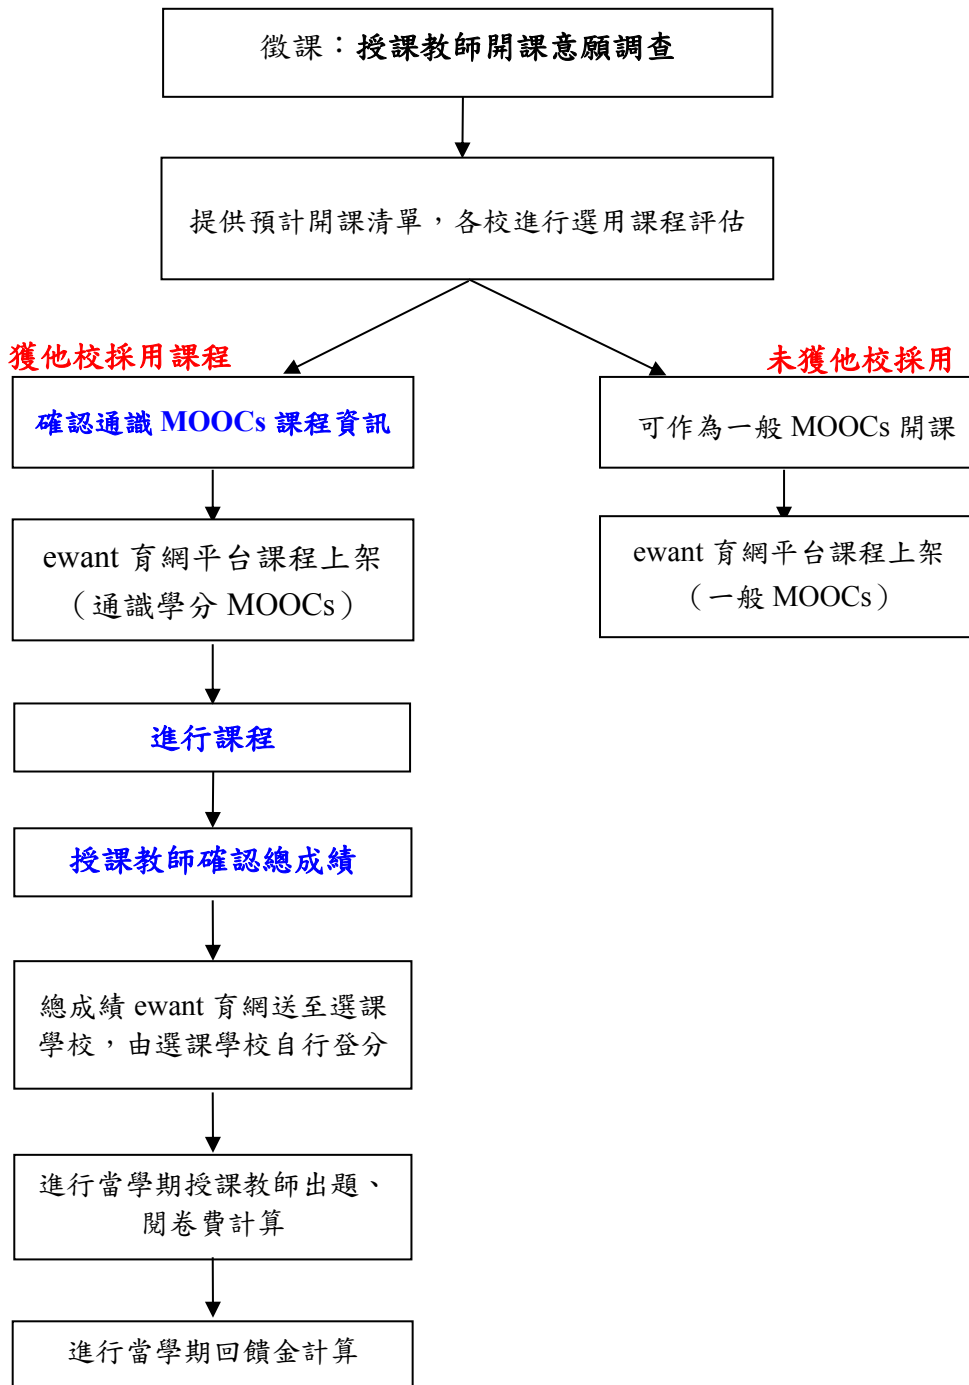 徵課：授課教師開課意願調查
提供預計開課清單，各校進行選用課程評估
獲他校採用課程
未獲他校採用
確認通識 MOOCs 課程資訊
可作為一般 MOOCs 開課
ewant 育網平台課程上架
（通識學分 MOOCs）
ewant 育網平台課程上架
（一般 MOOCs）
進行課程
授課教師確認總成績
總成績 ewant 育網送至選課
學校，由選課學校自行登分
進行當學期授課教師出題、
閱卷費計算
進行當學期回饋金計算